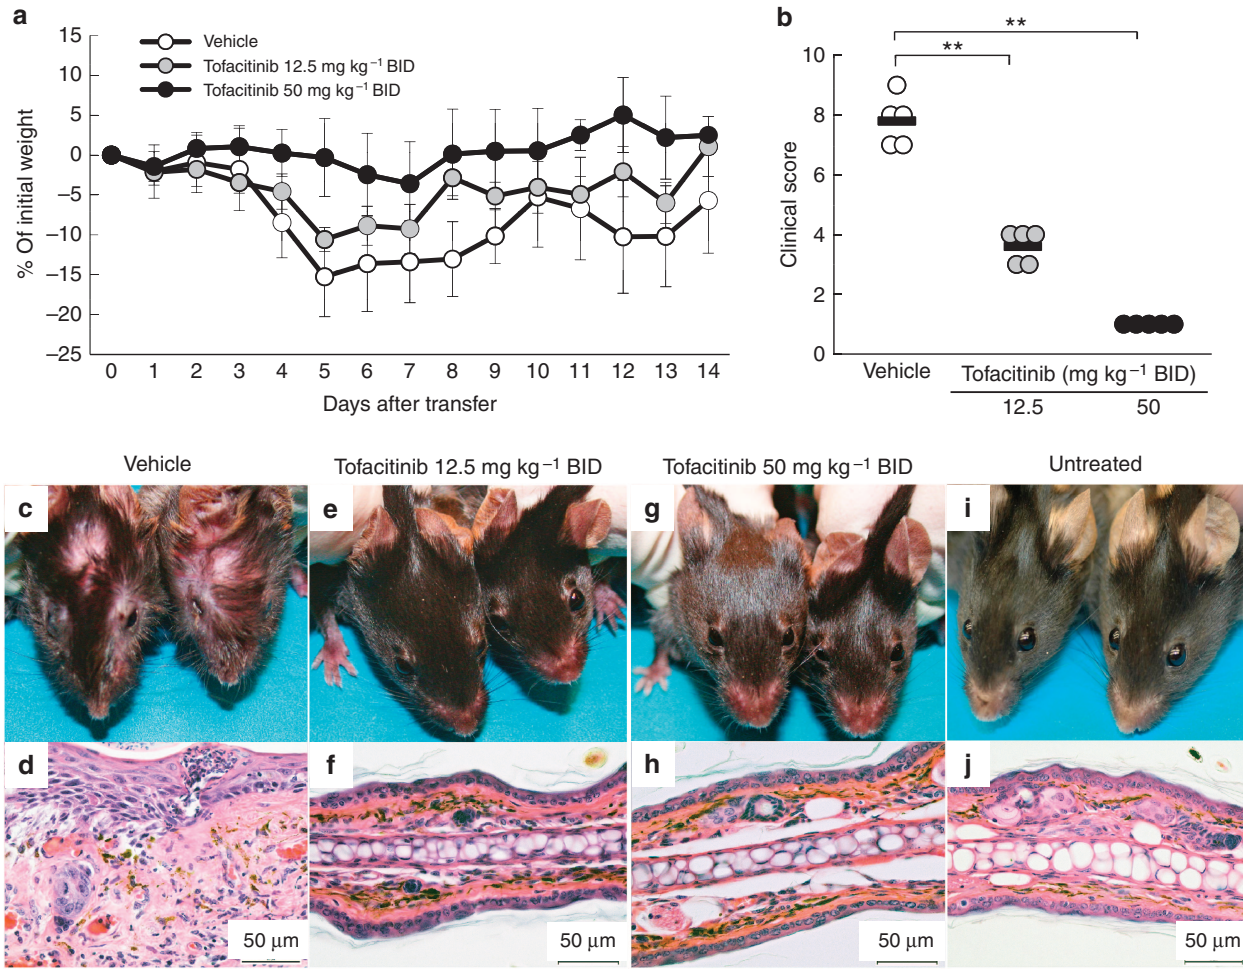 a
15
10
5
0
−5
−10
−15
−20
−25
% Of initial weight
Vehicle
Tofacitinib 12.5 mg kg⁻¹ BID
Tofacitinib 50 mg kg⁻¹ BID
0 1 2 3 4 5 6 7 8 9 10 11 12 13 14
Days after transfer
b
**
**
10
8
6
4
2
0
Clinical score
Vehicle
Tofacitinib (mg kg⁻¹ BID)
12.5 50
Vehicle
Tofacitinib 12.5 mg kg⁻¹ BID
Tofacitinib 50 mg kg⁻¹ BID
Untreated
c
e
g
i
d
f
h
j
50 µm
50 µm
50 µm
50 µm